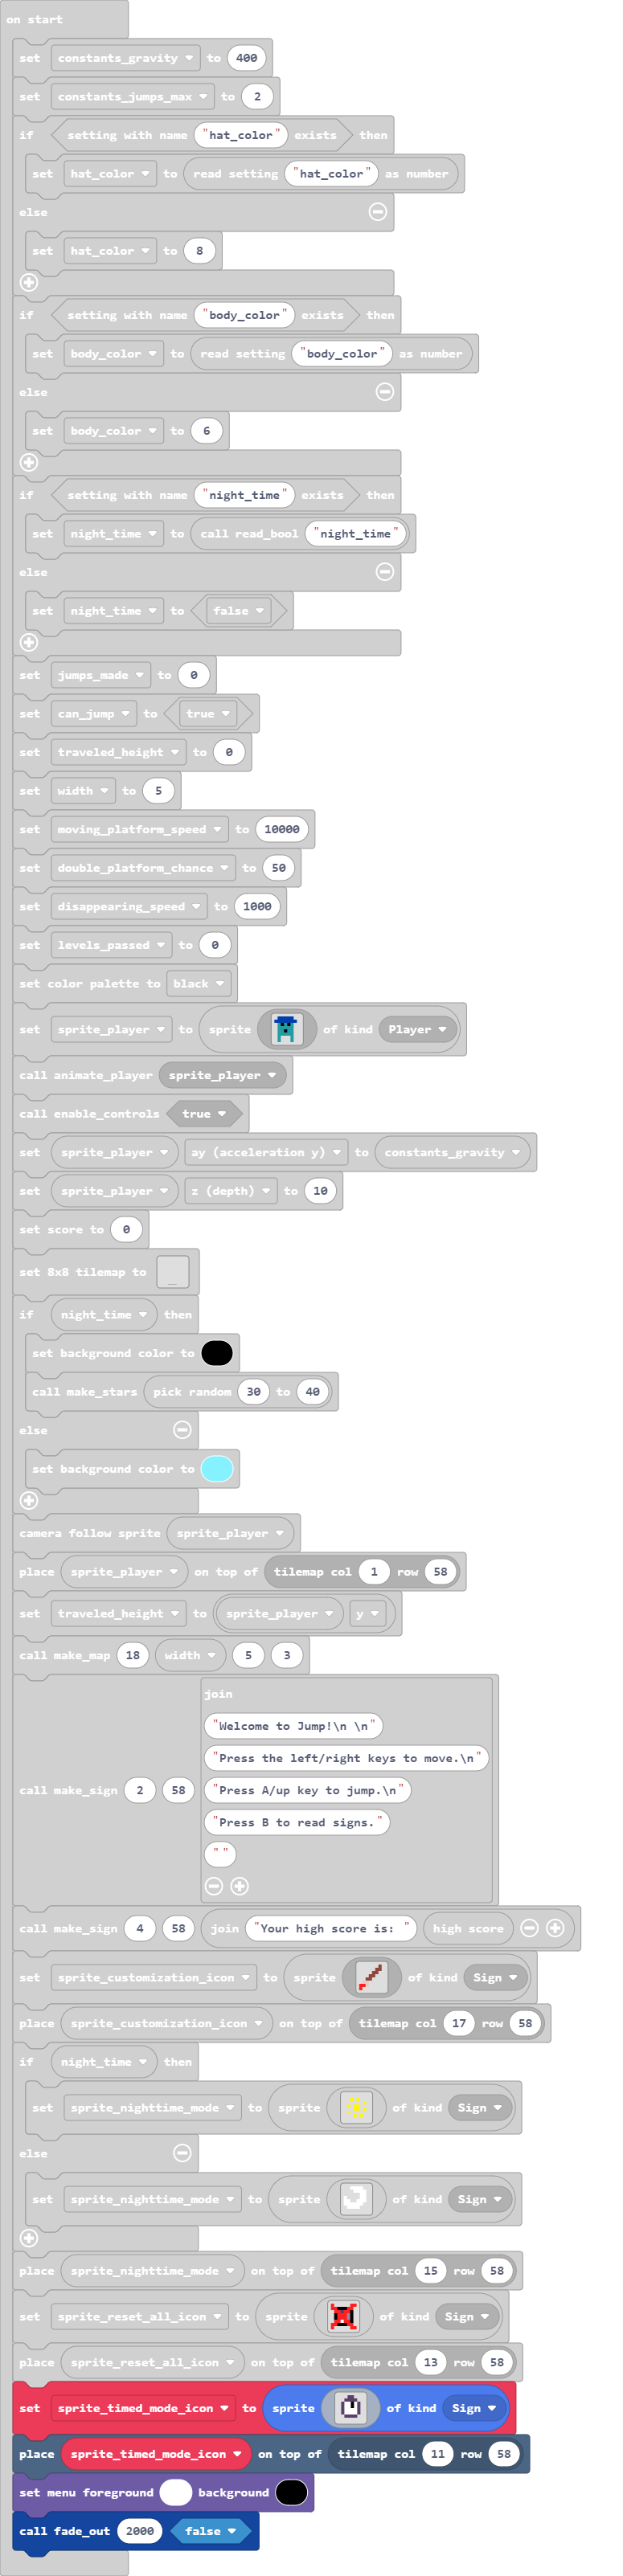 on start
set constants_gravity to 400
set constants_jumps_max to 2
if setting with name "hat_color" exists then
set hat_color to read setting "hat_color" as number
else
set hat_color to 8
if setting with name "body_color" exists then
set body_color to read setting "body_color" as number
else
set body_color to 6
if setting with name "night_time" exists then
set night_time to call read_bool "night_time"
else
set night_time to false
set jumps_made to 0
set can_jump to true
set traveled_height to 0
set width to 5
set moving_platform_speed to 10000
set double_platform_chance to 50
set disappearing_speed to 1000
set levels_passed to 0
set color palette to black
set sprite_player to sprite of kind Player
call animate_player sprite_player
call enable_controls true
set sprite_player ay (acceleration y) to constants_gravity
set sprite_player z (depth) to 10
set score to 0
set 8x8 tilemap to
if night_time then
set background color to
call make_stars pick random 30 to 40
else
set background color to
camera follow sprite sprite_player
place sprite_player on top of tilemap col 1 row 58
set traveled_height to sprite_player y
call make_map 18 width 5 3
join
"Welcome to Jump!\n \n"
"Press the left/right keys to move.\n"
call make_sign 2 58 "Press A/up key to jump.\n"
"Press B to read signs."
" "
call make_sign 4 58 join "Your high score is: " high score
set sprite_customization_icon to sprite of kind Sign
place sprite_customization_icon on top of tilemap col 17 row 58
if night_time then
set sprite_nighttime_mode to sprite of kind Sign
else
set sprite_nighttime_mode to sprite of kind Sign
place sprite_nighttime_mode on top of tilemap col 15 row 58
set sprite_reset_all_icon to sprite of kind Sign
place sprite_reset_all_icon on top of tilemap col 13 row 58
set sprite_timed_mode_icon to sprite of kind Sign
place sprite_timed_mode_icon on top of tilemap col 11 row 58
set menu foreground background
call fade_out 2000 false